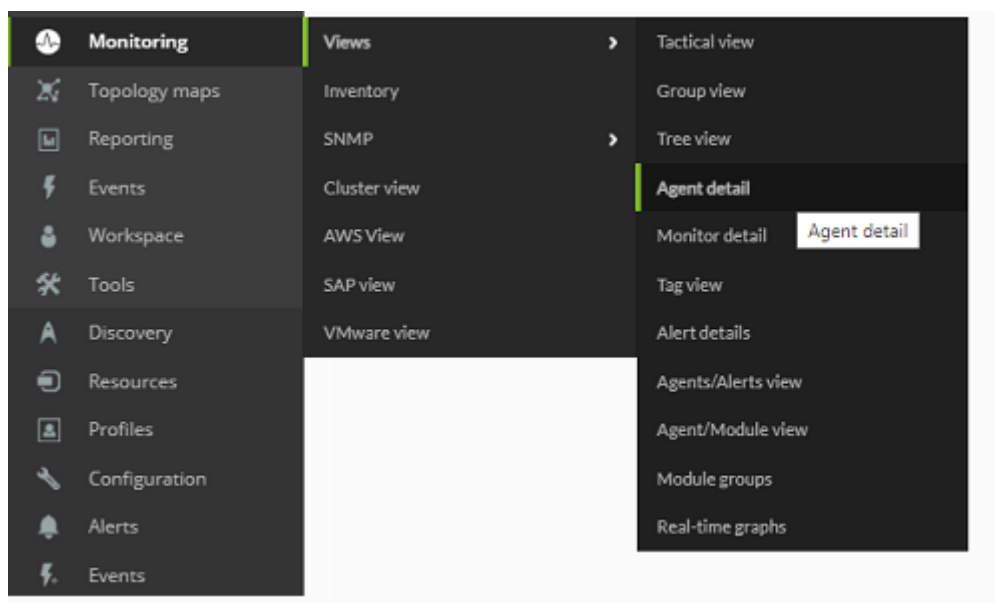 Monitoring
Topology maps
Reporting
Events
Workspace
Tools
Discovery
Resources
Profiles
Configuration
Alerts
Events
Views
Inventory
SNMP
Cluster view
AWS View
SAP view
VMware view
Tactical view
Group view
Tree view
Agent detail
Monitor detail
Agent detail
Tag view
Alert details
Agents/Alerts view
Agent/Module view
Module groups
Real-time graphs